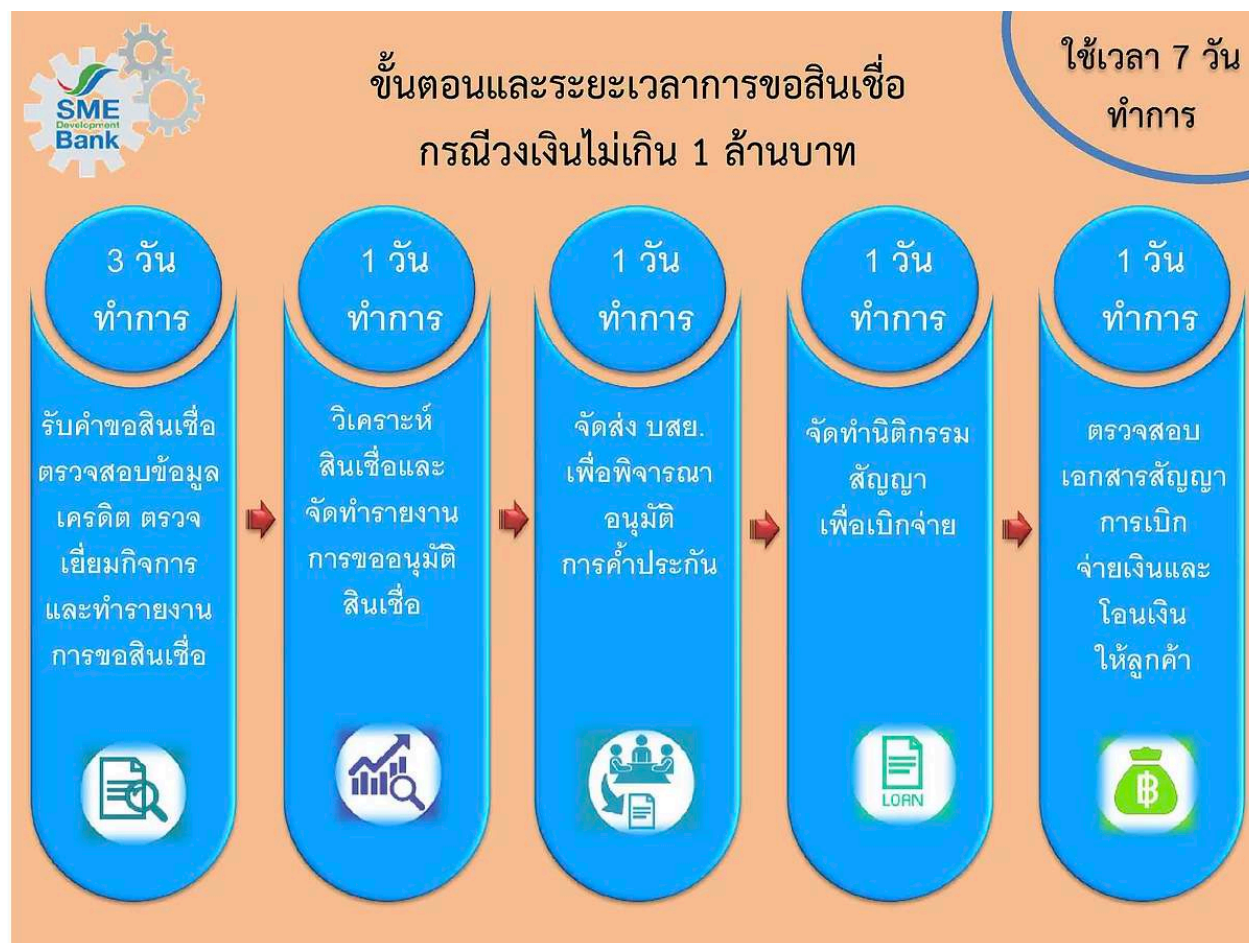 SME
Development
Bank
ขั้นตอนและระยะเวลาการขอสินเชื่อ
กรณีวงเงินไม่เกิน 1 ล้านบาท
ใช้เวลา 7 วัน
ทำการ
3 วัน
ทำการ
รับคำขอสินเชื่อ
ตรวจสอบข้อมูล
เครดิต ตรวจ
เยี่ยมกิจการ
และทำรายงาน
การขอสินเชื่อ
1 วัน
ทำการ
วิเคราะห์
สินเชื่อและ
จัดทำรายงาน
การขออนุมัติ
สินเชื่อ
1 วัน
ทำการ
จัดส่ง บสย.
เพื่อพิจารณา
อนุมัติ
การค้ำประกัน
1 วัน
ทำการ
จัดทำนิติกรรม
สัญญา
เพื่อเบิกจ่าย
LOAN
1 วัน
ทำการ
ตรวจสอบ
เอกสารสัญญา
การเบิก
จ่ายเงินและ
โอนเงิน
ให้ลูกค้า
฿